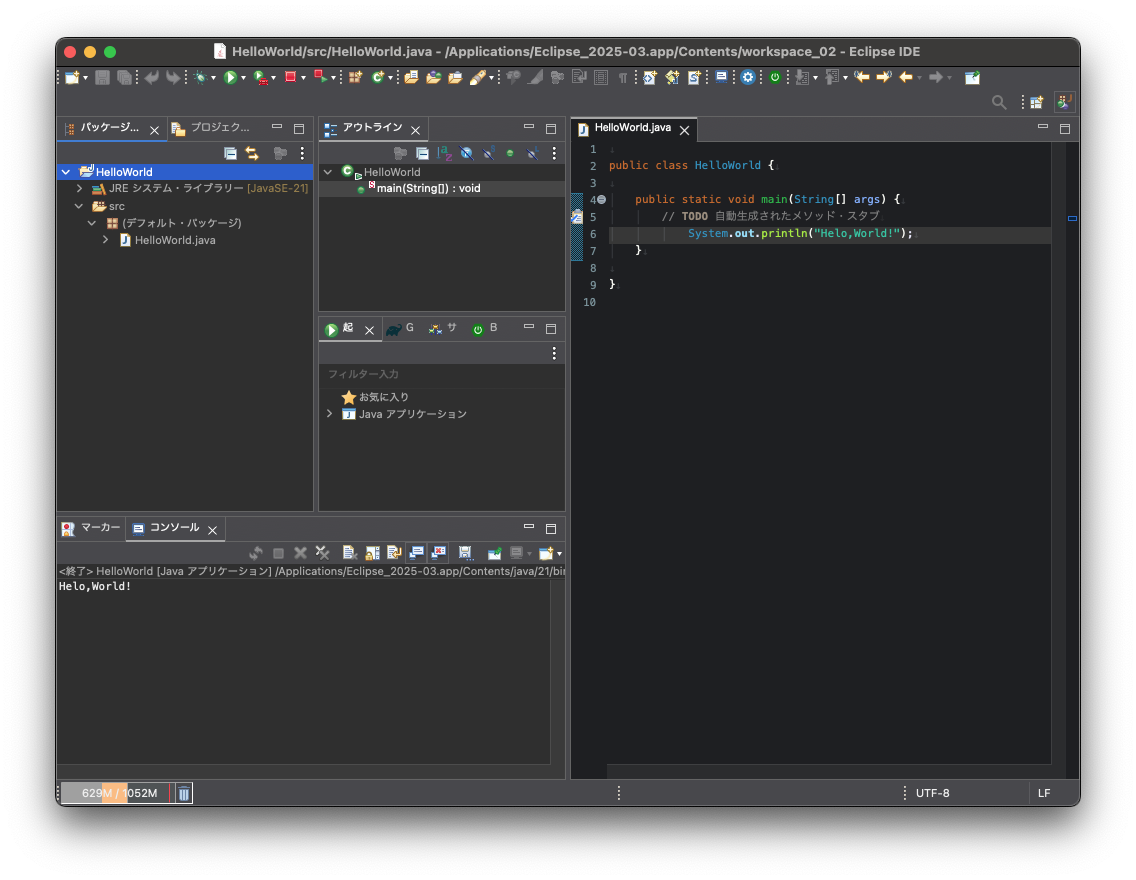 HelloWorld/src/HelloWorld.java - /Applications/Eclipse_2025-03.app/Contents/workspace_02 - Eclipse IDE
パッケージ...
プロジェク...
HelloWorld
JRE システム・ライブラリー [JavaSE-21]
src
(デフォルト・パッケージ)
HelloWorld.java
アウトライン
HelloWorld
main(String[]) : void
起
G
サ
B
フィルター入力
お気に入り
Java アプリケーション
HelloWorld.java
1
2 public class HelloWorld {
3
4 public static void main(String[] args) {
5 // TODO 自動生成されたメソッド・スタブ
6 System.out.println("Helo,World!");
7 }
8
9 }
10
マーカー
コンソール
<終了> HelloWorld [Java アプリケーション] /Applications/Eclipse_2025-03.app/Contents/java/21/bin
Helo,World!
629M / 1052M
UTF-8
LF